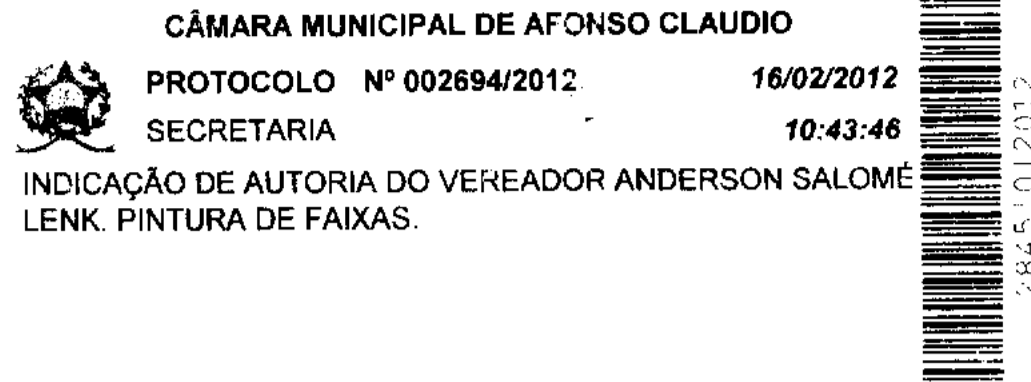 CÂMARA MUNICIPAL DE AFONSO CLAUDIO
PROTOCOLO Nº 002694/2012 16/02/2012
SECRETARIA 10:43:46
INDICAÇÃO DE AUTORIA DO VEREADOR ANDERSON SALOMÉ
LENK. PINTURA DE FAIXAS.